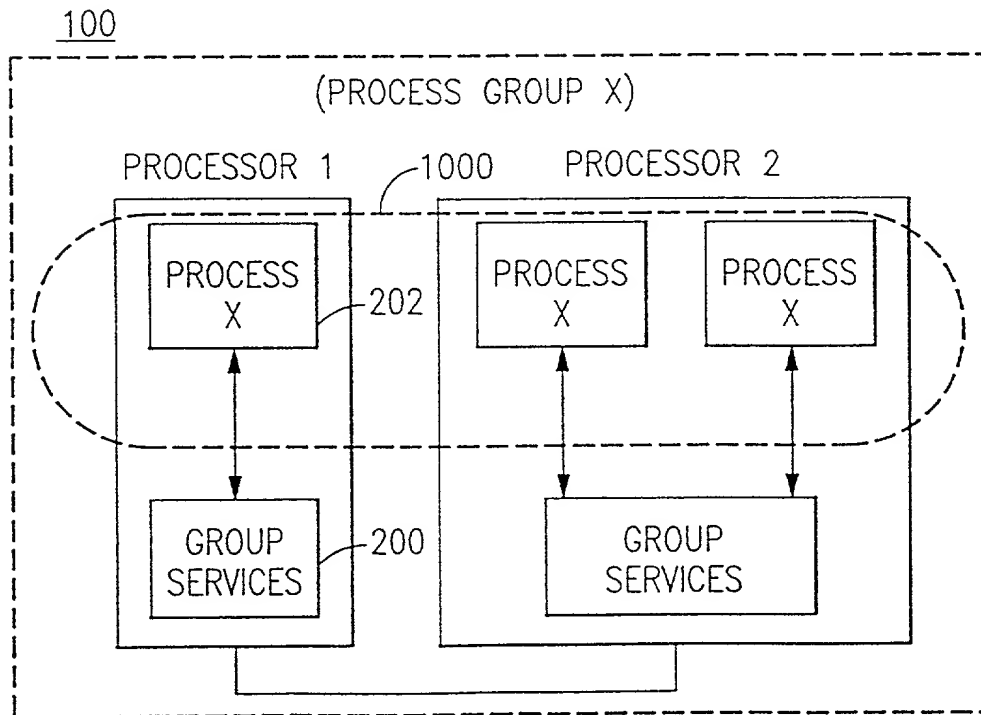 100
(PROCESS GROUP X)
PROCESSOR 1
1000
PROCESSOR 2
PROCESS
X
202
PROCESS
X
PROCESS
X
GROUP
SERVICES
200
GROUP
SERVICES